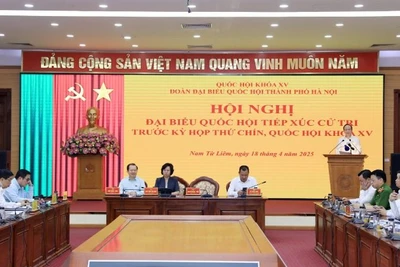 ĐẢNG CỘNG SẢN VIỆT NAM QUANG VINH MUÔN NĂM
QUỐC HỘI KHÓA XV
ĐOÀN ĐẠI BIỂU QUỐC HỘI THÀNH PHỐ HÀ NỘI
HỘI NGHỊ
ĐẠI BIỂU QUỐC HỘI TIẾP XÚC CỬ TRI
TRƯỚC KỲ HỌP THỨ CHÍN, QUỐC HỘI KHÓA XV
Nam Từ Liêm, ngày 18 tháng 4 năm 2025